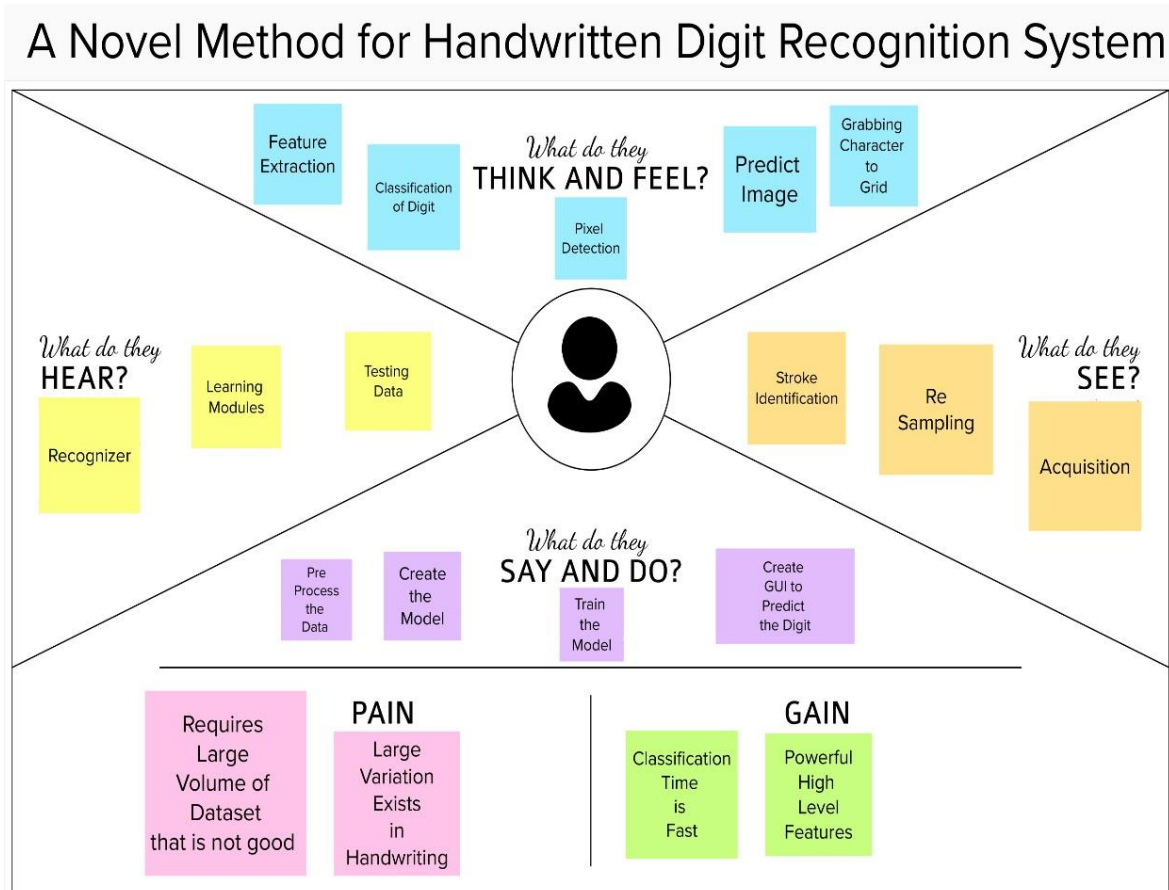 A Novel Method for Handwritten Digit Recognition System
Feature
Extraction
Classification
of Digit
What do they
THINK AND FEEL?
Pixel
Detection
Predict
Image
Grabbing
Character
to
Grid
What do they
HEAR?
Recognizer
Learning
Modules
Testing
Data
Stroke
Identification
Re
Sampling
What do they
SEE?
Acquisition
What do they
SAY AND DO?
Pre
Process
the
Data
Create
the
Model
Train
the
Model
Create
GUI to
Predict
the Digit
PAIN
Requires
Large
Volume of
Dataset
that is not good
Large
Variation
Exists
in
Handwriting
GAIN
Classification
Time
is
Fast
Powerful
High
Level
Features